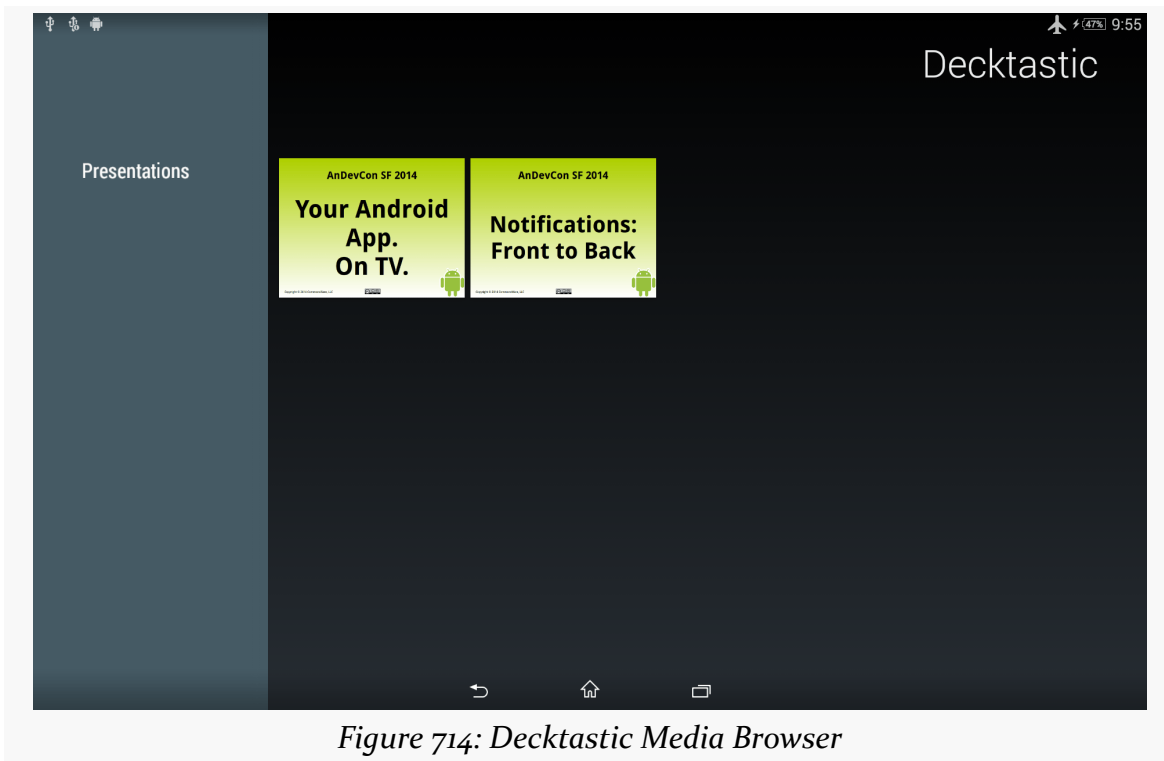 47% 9:55
Decktastic
Presentations
AnDevCon SF 2014
Your Android
App.
On TV.
AnDevCon SF 2014
Notifications:
Front to Back
Figure 714: Decktastic Media Browser